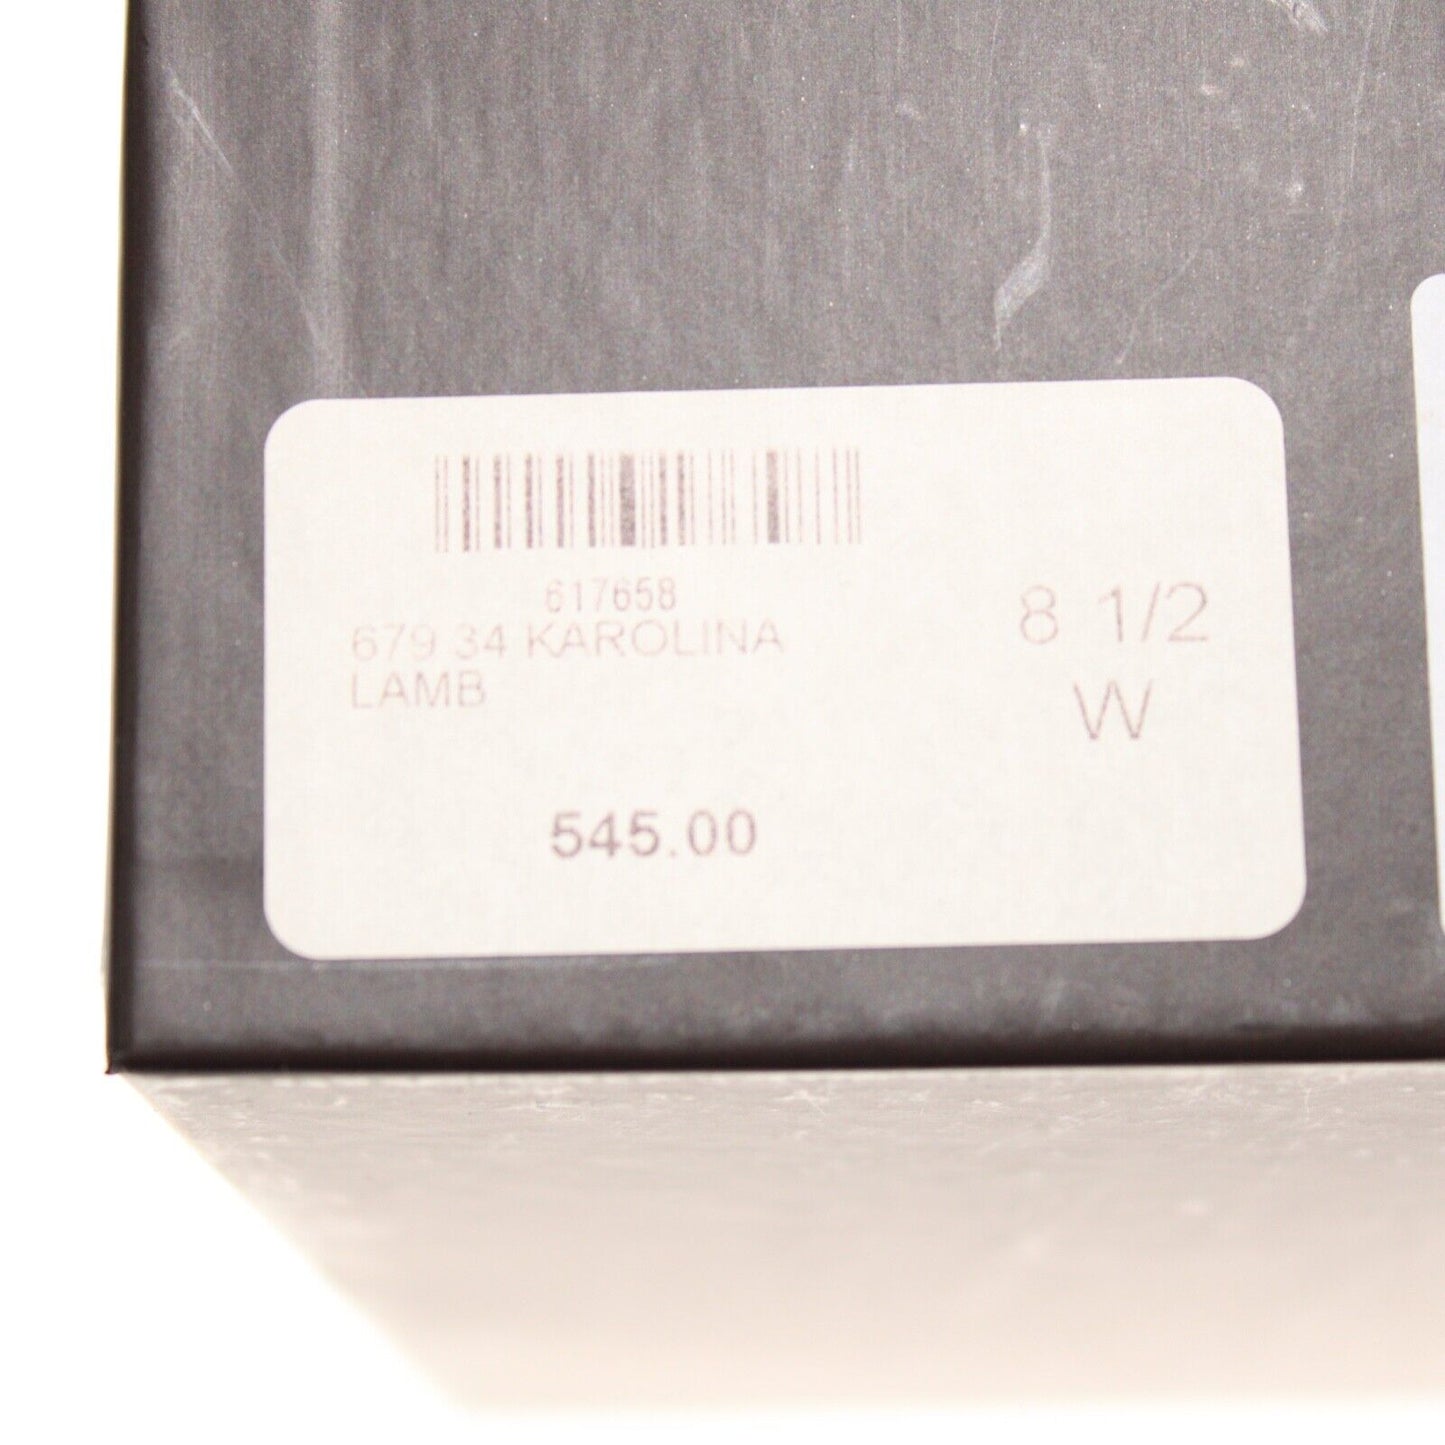 617658
679 34 KAROLINA
LAMB
8 1/2
W
545.00